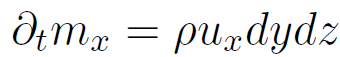 ∂ₜmₓ = ρuₓdydz